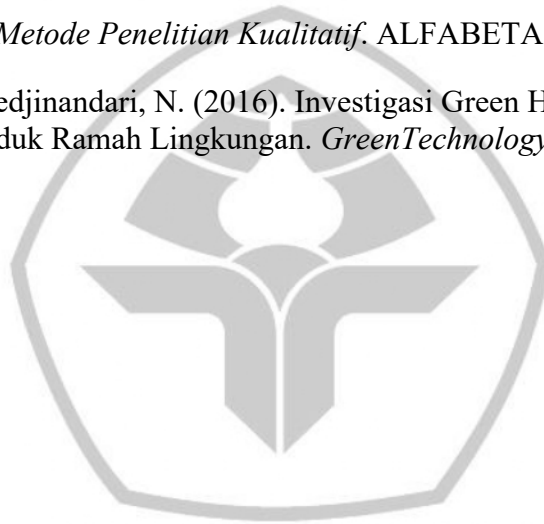 Metode Penelitian Kualitatif. ALFABETA
edjinandari, N. (2016). Investigasi Green H
duk Ramah Lingkungan. GreenTechnology